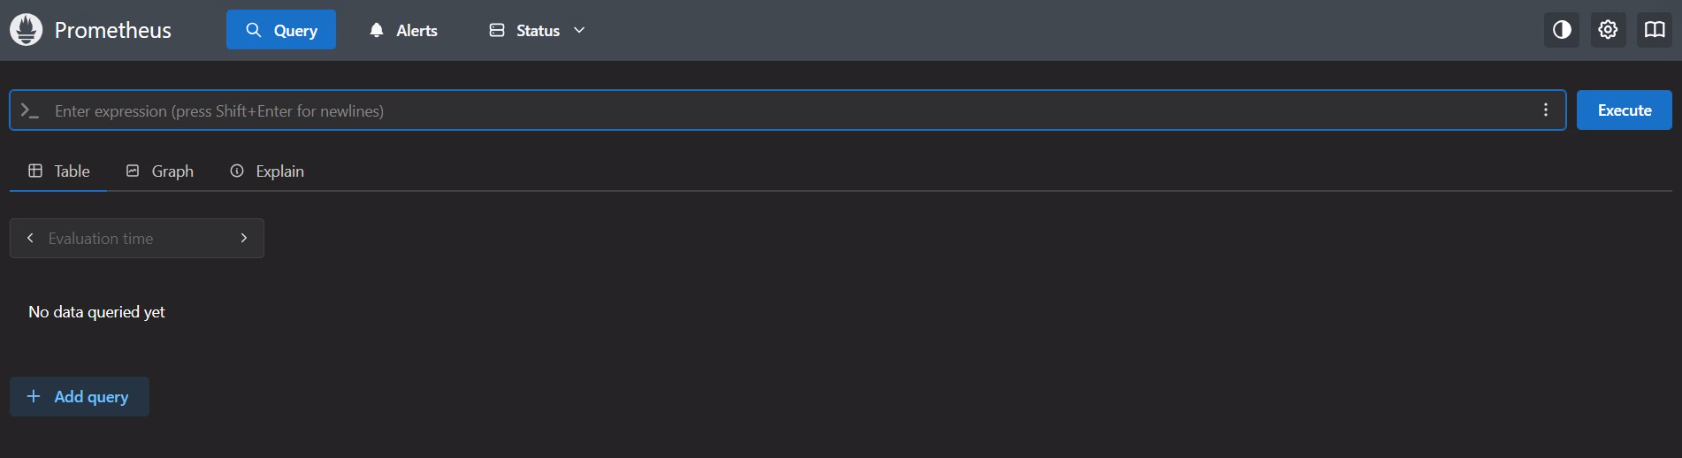 Prometheus Query Alerts Status
Enter expression (press Shift+Enter for newlines) Execute
Table Graph Explain
Evaluation time
No data queried yet
Add query